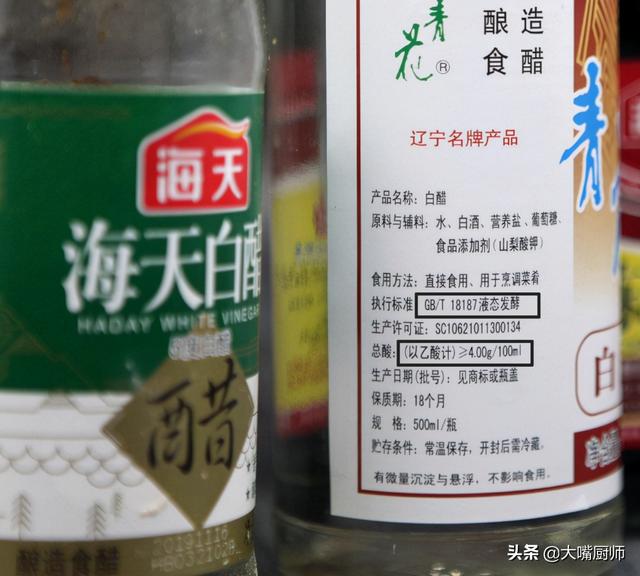 海天
海天白醋
HADAY WHITE VINEGAR
醋
酿造食醋
20191116
青花®
酿造
食醋
辽宁名牌产品
产品名称：白醋
原料与辅料：水、白酒、营养盐、葡萄糖、
食品添加剂（山梨酸钾）
食用方法：直接食用、用于烹调菜肴
执行标准：GB/T 18187液态发酵
生产许可证：SC10621011300134
总酸：（以乙酸计）≥4.00g/100ml
生产日期（批号）：见商标或瓶盖
保质期：18个月
规 格：500ml/瓶
贮存条件：常温保存，开封后需冷藏。
有微量沉淀与悬浮，不影响食用。
青
白
头条 @大嘴厨师